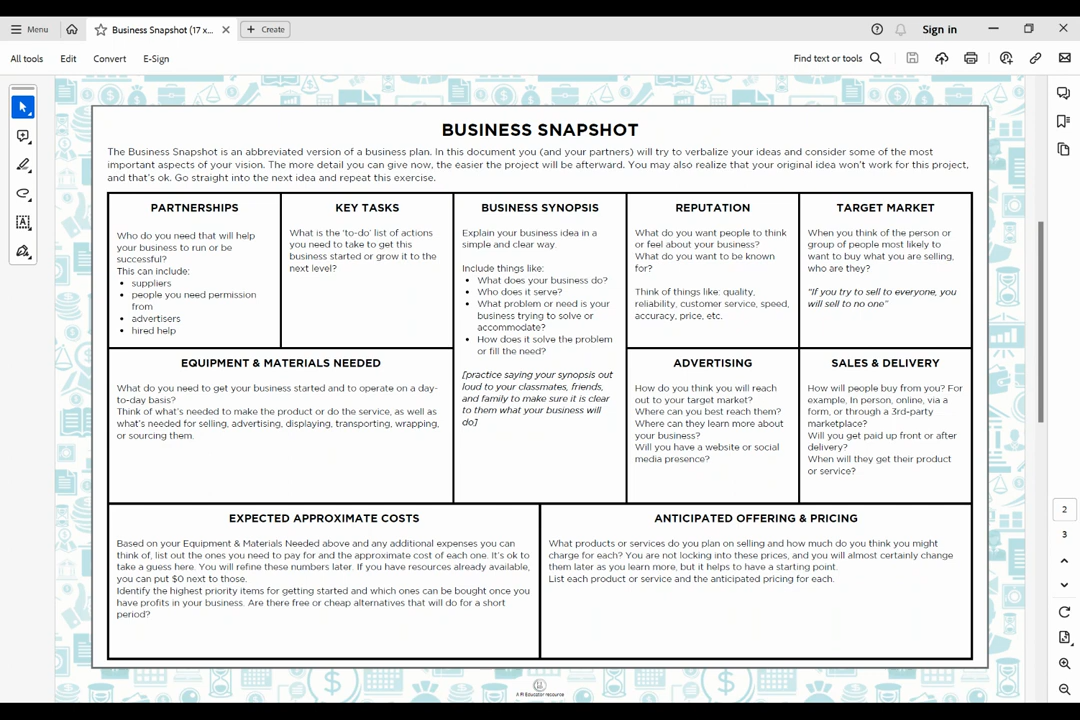 Menu
Business Snapshot (17 x...
Create
Sign in
All tools
Edit
Convert
E-Sign
Find text or tools
BUSINESS SNAPSHOT
The Business Snapshot is an abbreviated version of a business plan. In this document you (and your partners) will try to verbalize your ideas and consider some of the most
important aspects of your vision. The more detail you can give now, the easier the project will be afterward. You may also realize that your original idea won't work for this project,
and that's ok. Go straight into the next idea and repeat this exercise.
PARTNERSHIPS
Who do you need that will help
your business to run or be
successful?
This can include:
• suppliers
• people you need permission
from
• advertisers
• hired help
KEY TASKS
What is the 'to-do' list of actions
you need to take to get this
business started or grow it to the
next level?
BUSINESS SYNOPSIS
Explain your business idea in a
simple and clear way.
Include things like:
• What does your business do?
• Who does it serve?
• What problem or need is your
business trying to solve or
accommodate?
• How does it solve the problem
or fill the need?
[practice saying your synopsis out
loud to your classmates, friends,
and family to make sure it is clear
to them what your business will
do]
REPUTATION
What do you want people to think
or feel about your business?
What do you want to be known
for?
Think of things like: quality,
reliability, customer service, speed,
accuracy, price, etc.
TARGET MARKET
When you think of the person or
group of people most likely to
want to buy what you are selling,
who are they?
"If you try to sell to everyone, you
will sell to no one"
EQUIPMENT & MATERIALS NEEDED
What do you need to get your business started and to operate on a day-
to-day basis?
Think of what's needed to make the product or do the service, as well as
what's needed for selling, advertising, displaying, transporting, wrapping,
or sourcing them.
ADVERTISING
How do you think you will reach
out to your target market?
Where can you best reach them?
Where can they learn more about
your business?
Will you have a website or social
media presence?
SALES & DELIVERY
How will people buy from you? For
example, In person, online, via a
form, or through a 3rd-party
marketplace?
Will you get paid up front or after
delivery?
When will they get their product
or service?
EXPECTED APPROXIMATE COSTS
Based on your Equipment & Materials Needed above and any additional expenses you can
think of, list out the ones you need to pay for and the approximate cost of each one. It's ok to
take a guess here. You will refine these numbers later. If you have resources already available,
you can put $0 next to those.
Identify the highest priority items for getting started and which ones can be bought once you
have profits in your business. Are there free or cheap alternatives that will do for a short
period?
ANTICIPATED OFFERING & PRICING
What products or services do you plan on selling and how much do you think you might
charge for each? You are not locking into these prices, and you will almost certainly change
them later as you learn more, but it helps to have a starting point.
List each product or service and the anticipated pricing for each.
2
3
A PI Educator resource